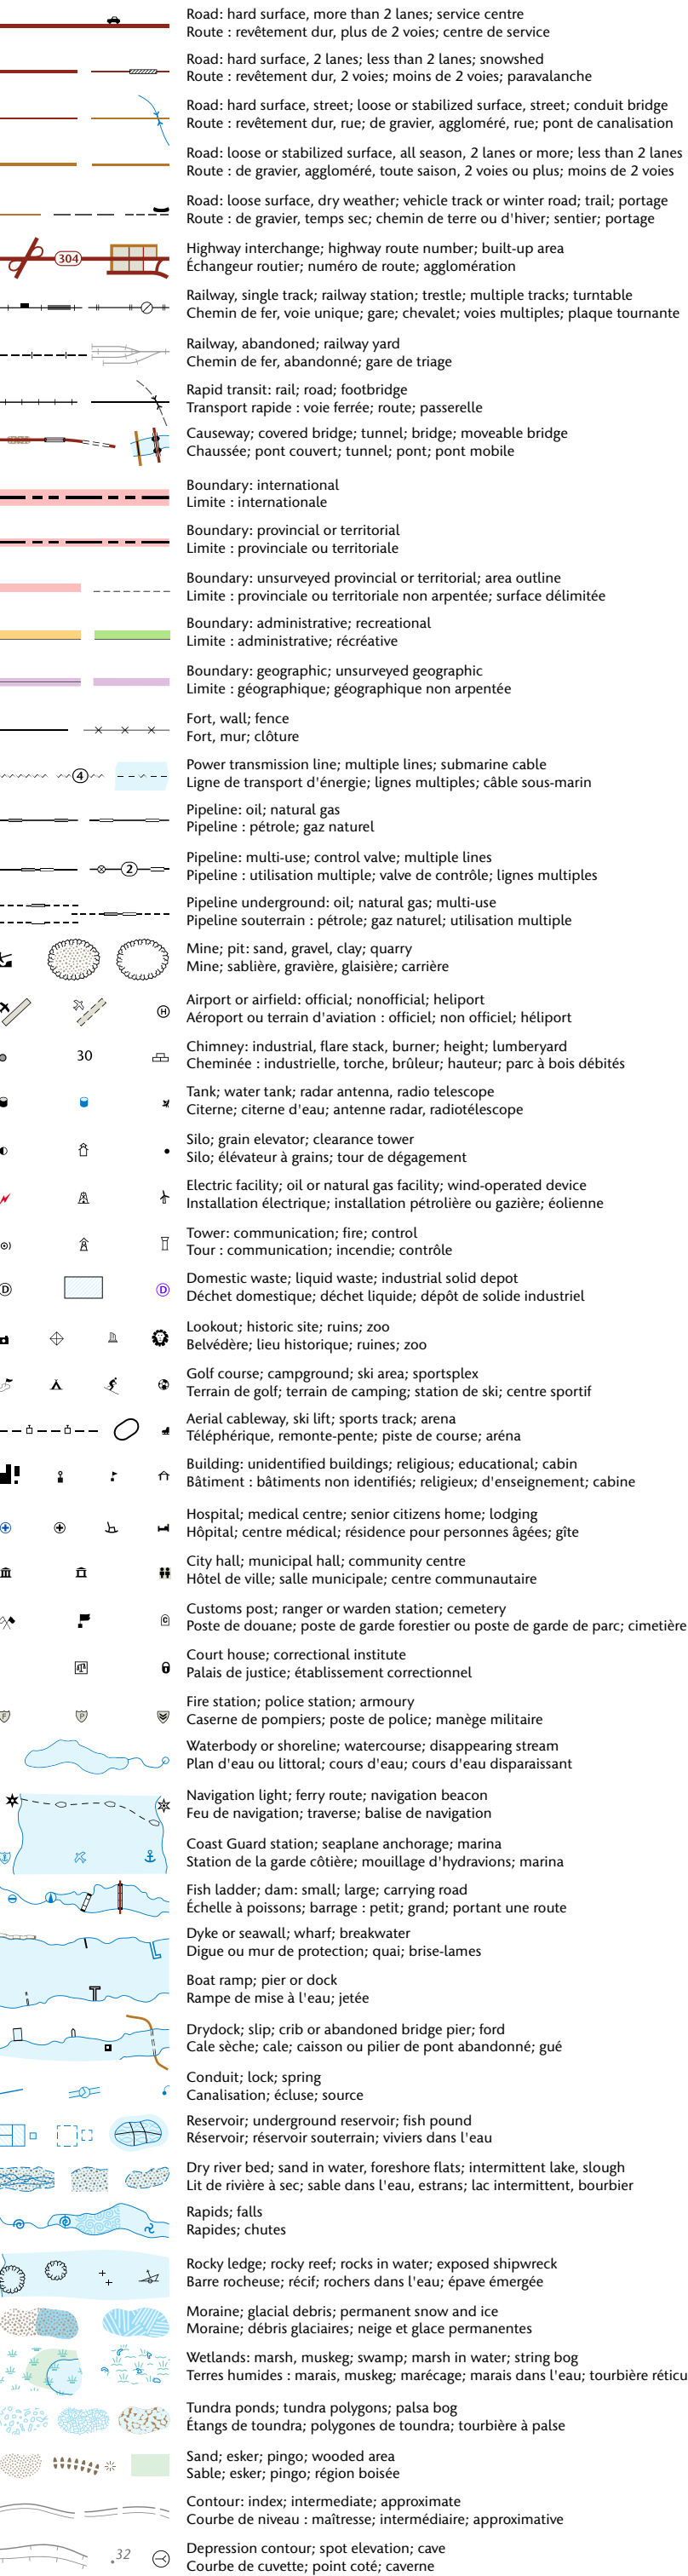 Road: hard surface, more than 2 lanes; service centre
Route : revêtement dur, plus de 2 voies; centre de service
Road: hard surface, 2 lanes; less than 2 lanes; snowshed
Route : revêtement dur, 2 voies; moins de 2 voies; paravalanche
Road: hard surface, street; loose or stabilized surface, street; conduit bridge
Route : revêtement dur, rue; de gravier, aggloméré, rue; pont de canalisation
Road: loose or stabilized surface, all season, 2 lanes or more; less than 2 lanes
Route : de gravier, aggloméré, toute saison, 2 voies ou plus; moins de 2 voies
Road: loose surface, dry weather; vehicle track or winter road; trail; portage
Route : de gravier, temps sec; chemin de terre ou d'hiver; sentier; portage
304
Highway interchange; highway route number; built-up area
Échangeur routier; numéro de route; agglomération
Railway, single track; railway station; trestle; multiple tracks; turntable
Chemin de fer, voie unique; gare; chevalet; voies multiples; plaque tournante
Railway, abandoned; railway yard
Chemin de fer, abandonné; gare de triage
Rapid transit: rail; road; footbridge
Transport rapide : voie ferrée; route; passerelle
Causeway; covered bridge; tunnel; bridge; moveable bridge
Chaussée; pont couvert; tunnel; pont; pont mobile
Boundary: international
Limite : internationale
Boundary: provincial or territorial
Limite : provinciale ou territoriale
Boundary: unsurveyed provincial or territorial; area outline
Limite : provinciale ou territoriale non arpentée; surface délimitée
Boundary: administrative; recreational
Limite : administrative; récréative
Boundary: geographic; unsurveyed geographic
Limite : géographique; géographique non arpentée
Fort, wall; fence
Fort, mur; clôture
4
Power transmission line; multiple lines; submarine cable
Ligne de transport d'énergie; lignes multiples; câble sous-marin
Pipeline: oil; natural gas
Pipeline : pétrole; gaz naturel
2
Pipeline: multi-use; control valve; multiple lines
Pipeline : utilisation multiple; valve de contrôle; lignes multiples
Pipeline underground: oil; natural gas; multi-use
Pipeline souterrain : pétrole; gaz naturel; utilisation multiple
Mine; pit: sand, gravel, clay; quarry
Mine; sablière, gravière, glaisière; carrière
H
Airport or airfield: official; nonofficial; heliport
Aéroport ou terrain d'aviation : officiel; non officiel; héliport
30
Chimney: industrial, flare stack, burner; height; lumberyard
Cheminée : industrielle, torche, brûleur; hauteur; parc à bois débités
Tank; water tank; radar antenna, radio telescope
Citerne; citerne d'eau; antenne radar, radiotélescope
Silo; grain elevator; clearance tower
Silo; élévateur à grains; tour de dégagement
Electric facility; oil or natural gas facility; wind-operated device
Installation électrique; installation pétrolière ou gazière; éolienne
Tower: communication; fire; control
Tour : communication; incendie; contrôle
D D
Domestic waste; liquid waste; industrial solid depot
Déchet domestique; déchet liquide; dépôt de solide industriel
Lookout; historic site; ruins; zoo
Belvédère; lieu historique; ruines; zoo
Golf course; campground; ski area; sportsplex
Terrain de golf; terrain de camping; station de ski; centre sportif
Aerial cableway, ski lift; sports track; arena
Téléphérique, remonte-pente; piste de course; aréna
Building: unidentified buildings; religious; educational; cabin
Bâtiment : bâtiments non identifiés; religieux; d'enseignement; cabine
Hospital; medical centre; senior citizens home; lodging
Hôpital; centre médical; résidence pour personnes âgées; gîte
City hall; municipal hall; community centre
Hôtel de ville; salle municipale; centre communautaire
C
Customs post; ranger or warden station; cemetery
Poste de douane; poste de garde forestier ou poste de garde de parc; cimetière
Court house; correctional institute
Palais de justice; établissement correctionnel
F P
Fire station; police station; armoury
Caserne de pompiers; poste de police; manège militaire
Waterbody or shoreline; watercourse; disappearing stream
Plan d'eau ou littoral; cours d'eau; cours d'eau disparaissant
Navigation light; ferry route; navigation beacon
Feu de navigation; traverse; balise de navigation
Coast Guard station; seaplane anchorage; marina
Station de la garde côtière; mouillage d'hydravions; marina
Fish ladder; dam: small; large; carrying road
Échelle à poissons; barrage : petit; grand; portant une route
Dyke or seawall; wharf; breakwater
Digue ou mur de protection; quai; brise-lames
Boat ramp; pier or dock
Rampe de mise à l'eau; jetée
Drydock; slip; crib or abandoned bridge pier; ford
Cale sèche; cale; caisson ou pilier de pont abandonné; gué
Conduit; lock; spring
Canalisation; écluse; source
Reservoir; underground reservoir; fish pound
Réservoir; réservoir souterrain; viviers dans l'eau
Dry river bed; sand in water, foreshore flats; intermittent lake, slough
Lit de rivière à sec; sable dans l'eau, estrans; lac intermittent, bourbier
Rapids; falls
Rapides; chutes
Rocky ledge; rocky reef; rocks in water; exposed shipwreck
Barre rocheuse; récif; rochers dans l'eau; épave émergée
Moraine; glacial debris; permanent snow and ice
Moraine; débris glaciaires; neige et glace permanentes
Wetlands: marsh, muskeg; swamp; marsh in water; string bog
Terres humides : marais, muskeg; marécage; marais dans l'eau; tourbière réticu
Tundra ponds; tundra polygons; palsa bog
Étangs de toundra; polygones de toundra; tourbière à palse
Sand; esker; pingo; wooded area
Sable; esker; pingo; région boisée
Contour: index; intermediate; approximate
Courbe de niveau : maîtresse; intermédiaire; approximative
.32
Depression contour; spot elevation; cave
Courbe de cuvette; point coté; caverne